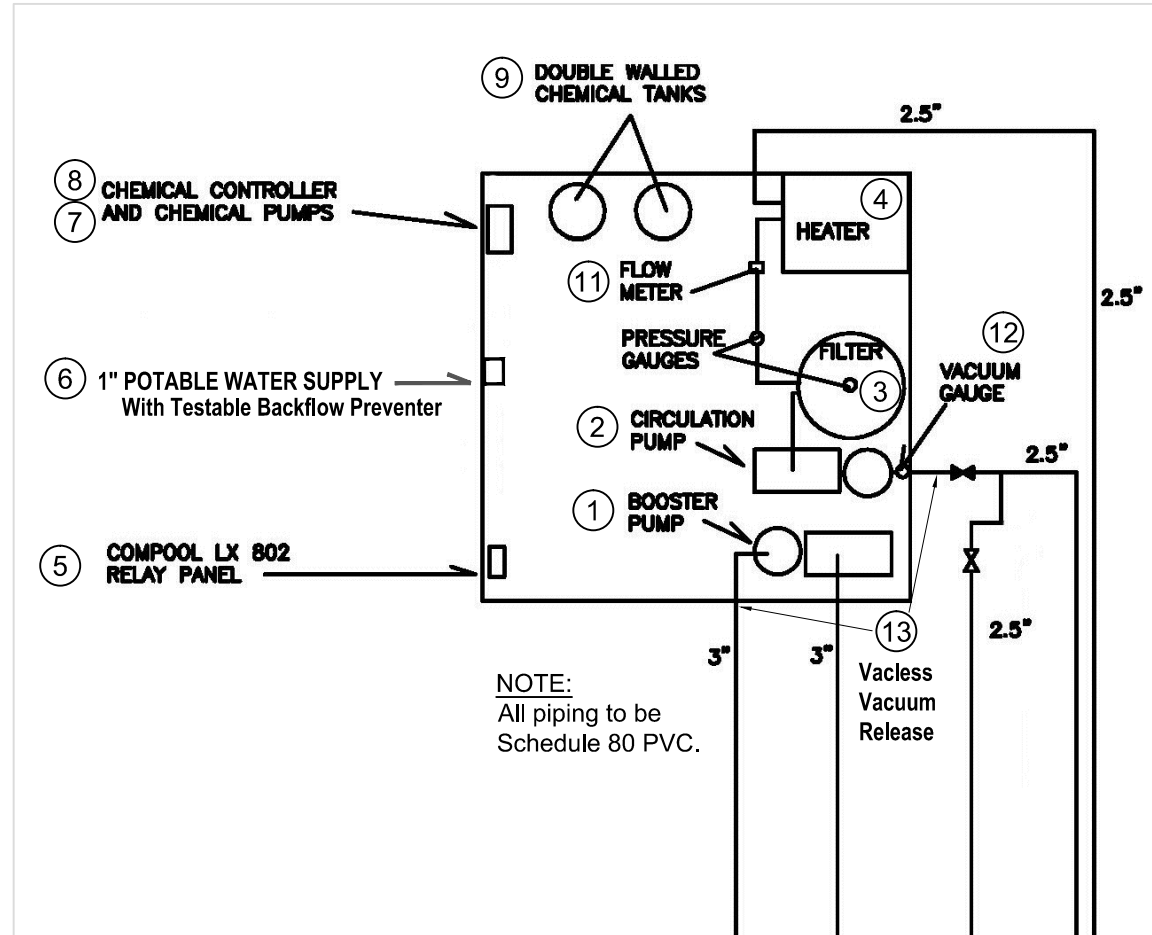 9 DOUBLE WALLED
CHEMICAL TANKS
2.5"
8 CHEMICAL CONTROLLER
7 AND CHEMICAL PUMPS
4
HEATER
11 FLOW
METER
2.5"
12
PRESSURE
GAUGES
FILTER
3
VACUUM
GAUGE
6 1" POTABLE WATER SUPPLY
With Testable Backflow Preventer
2 CIRCULATION
PUMP
2.5"
1 BOOSTER
PUMP
5 COMPOOL LX 802
RELAY PANEL
13
2.5"
3"
3"
Vacless
Vacuum
Release
NOTE:
All piping to be
Schedule 80 PVC.